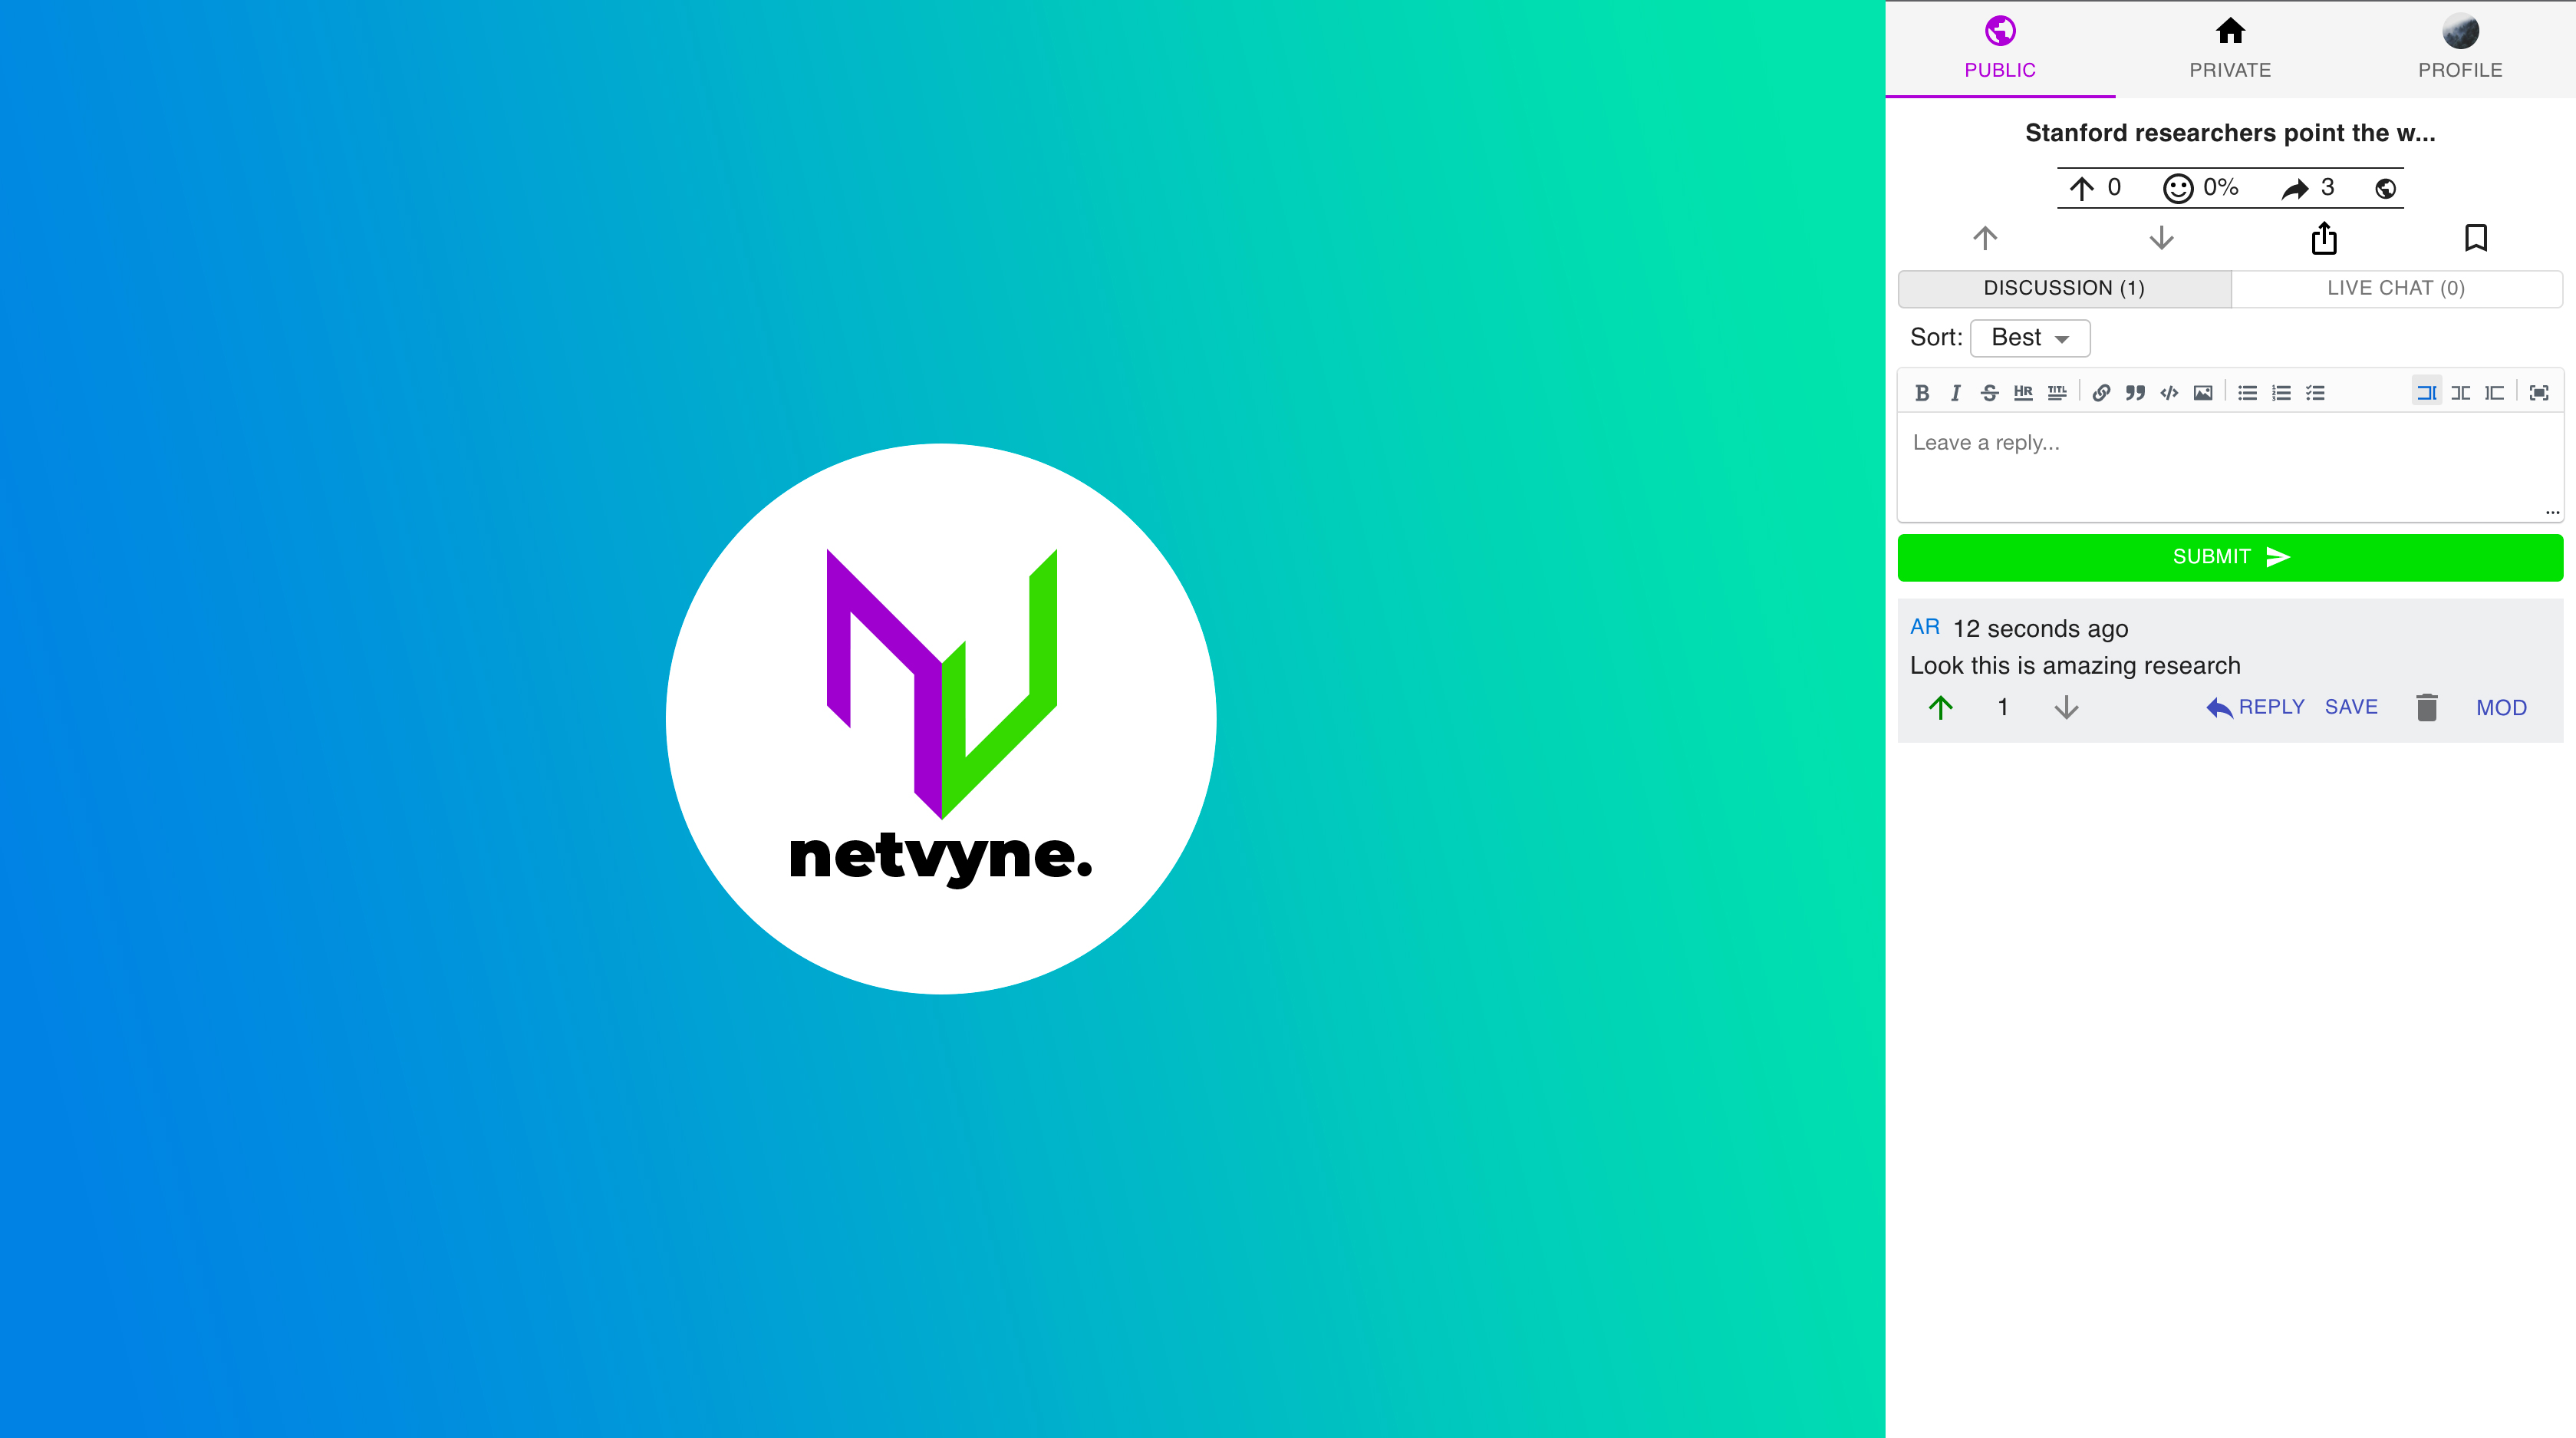 netvyne.
PUBLIC PRIVATE PROFILE
Stanford researchers point the w...
0 0% 3
DISCUSSION (1) LIVE CHAT (0)
Sort: Best
B I S HR TITL
Leave a reply...
...
SUBMIT
AR 12 seconds ago
Look this is amazing research
1 REPLY SAVE MOD